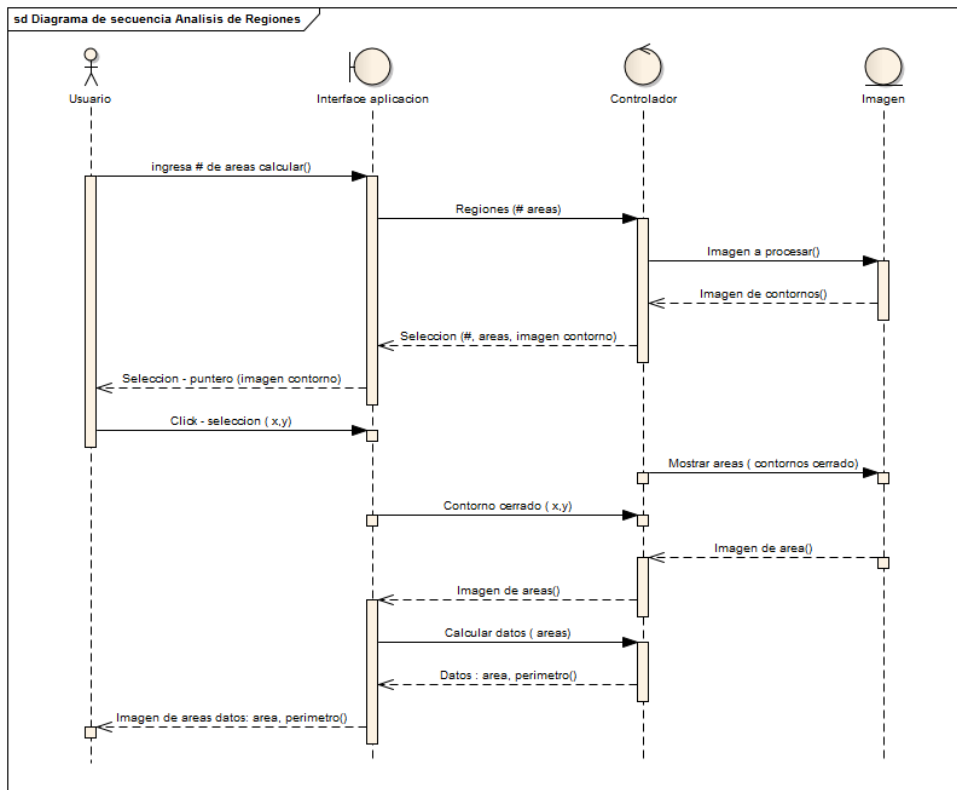 sd Diagrama de secuencia Analisis de Regiones
Usuario
Interface aplicacion
Controlador
Imagen
ingresa # de areas calcular()
Regiones (# areas)
Imagen a procesar()
Imagen de contornos()
Seleccion (#, areas, imagen contorno)
Seleccion - puntero (imagen contorno)
Click - seleccion ( x,y)
Mostrar areas ( contornos cerrado)
Contorno cerrado ( x,y)
Imagen de area()
Imagen de areas()
Calcular datos ( areas)
Datos : area, perimetro()
Imagen de areas datos: area, perimetro()